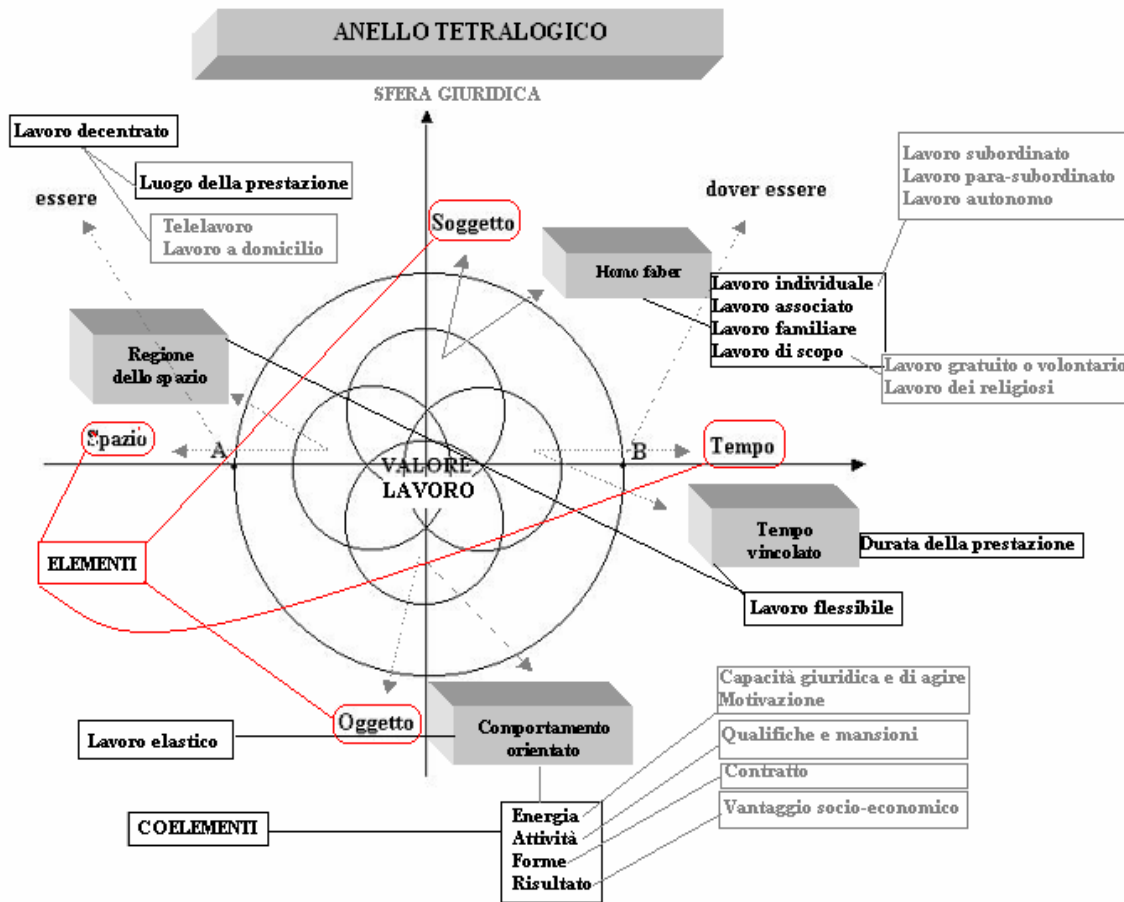 ANELLO TETRALOGICO
SFERA GIURIDICA
Lavoro decentrato
Luogo della prestazione
essere
Telelavoro
Lavoro a domicilio
Soggetto
dover essere
Lavoro subordinato
Lavoro para-subordinato
Lavoro autonomo
Homo faber
Lavoro individuale
Lavoro associato
Lavoro familiare
Lavoro di scopo
Lavoro gratuito o volontario
Lavoro dei religiosi
Regione
dello spazio
Spazio
A
B
Tempo
VALORE
LAVORO
Tempo
vincolato
Durata della prestazione
ELEMENTI
Lavoro flessibile
Oggetto
Lavoro elastico
Comportamento
orientato
Capacità giuridica e di agire
Motivazione
Qualifiche e mansioni
Contratto
Vantaggio socio-economico
COELEMENTI
Energia
Attività
Forme
Risultato